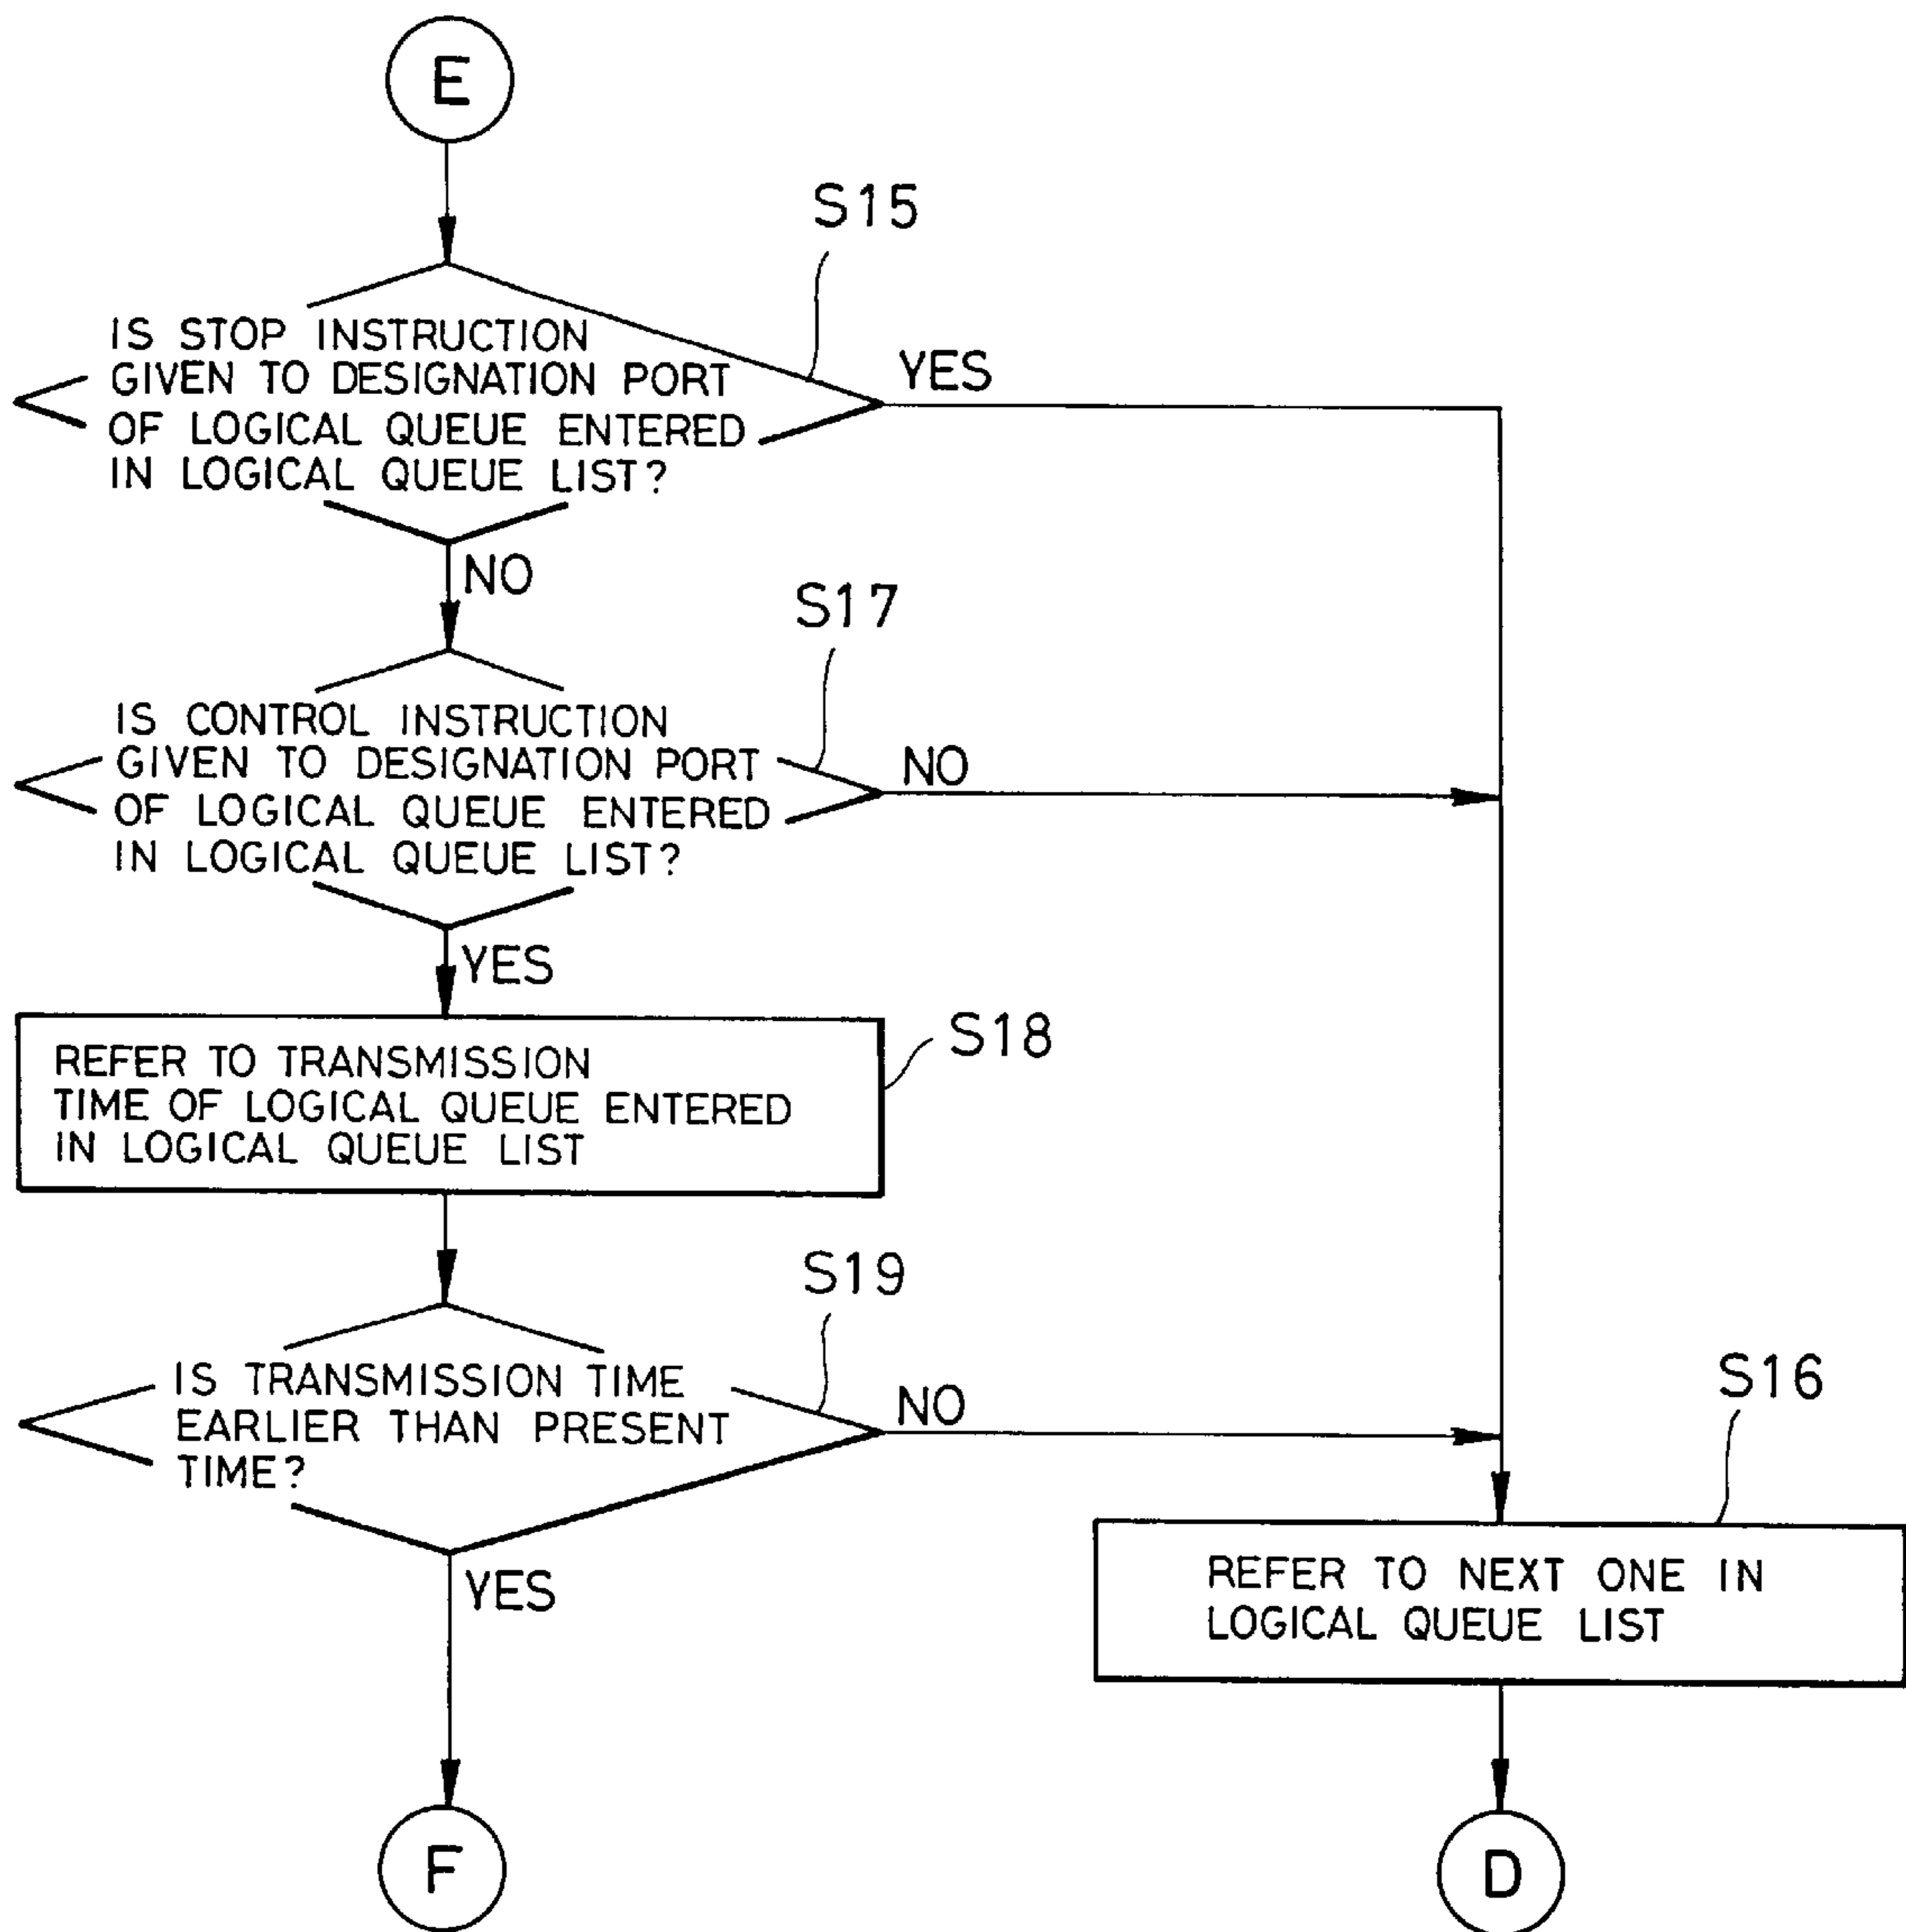 E
S15
IS STOP INSTRUCTION
GIVEN TO DESIGNATION PORT
OF LOGICAL QUEUE ENTERED
IN LOGICAL QUEUE LIST?
YES
NO
S17
IS CONTROL INSTRUCTION
GIVEN TO DESIGNATION PORT
OF LOGICAL QUEUE ENTERED
IN LOGICAL QUEUE LIST?
NO
YES
S18
REFER TO TRANSMISSION
TIME OF LOGICAL QUEUE ENTERED
IN LOGICAL QUEUE LIST
S19
IS TRANSMISSION TIME
EARLIER THAN PRESENT
TIME?
NO
YES
S16
REFER TO NEXT ONE IN
LOGICAL QUEUE LIST
F
D